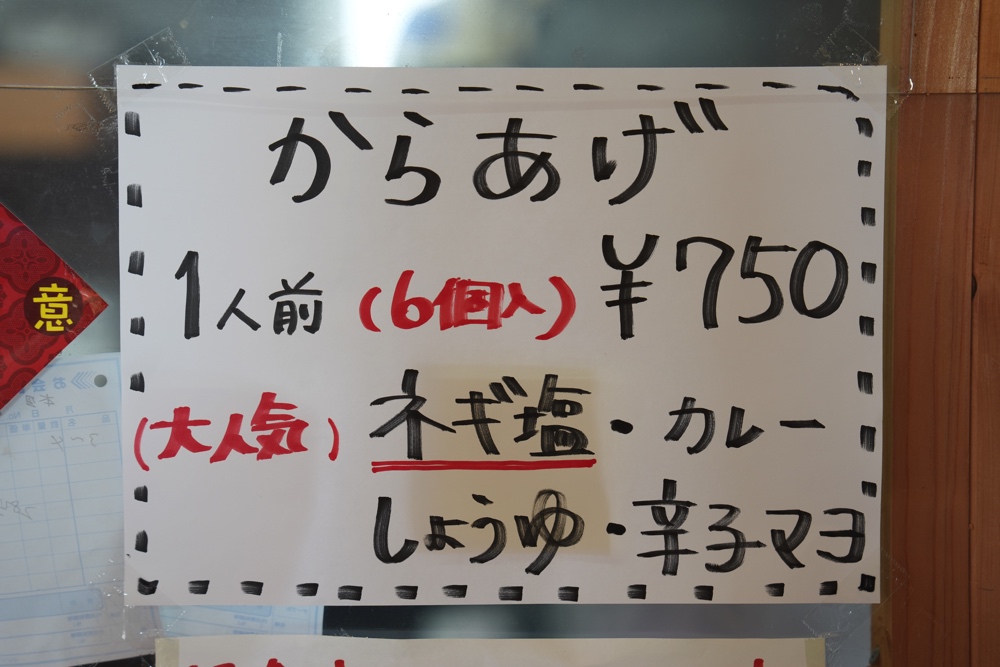 からあげ
1人前 (6個入) ¥750
(大人気) ネギ塩・カレー
しょうゆ・辛子マヨ
意